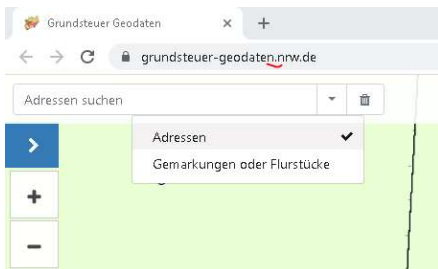 Grundsteuer Geodaten
grundsteuer-geodaten.nrw.de
Adressen suchen
Adressen
Gemarkungen oder Flurstücke